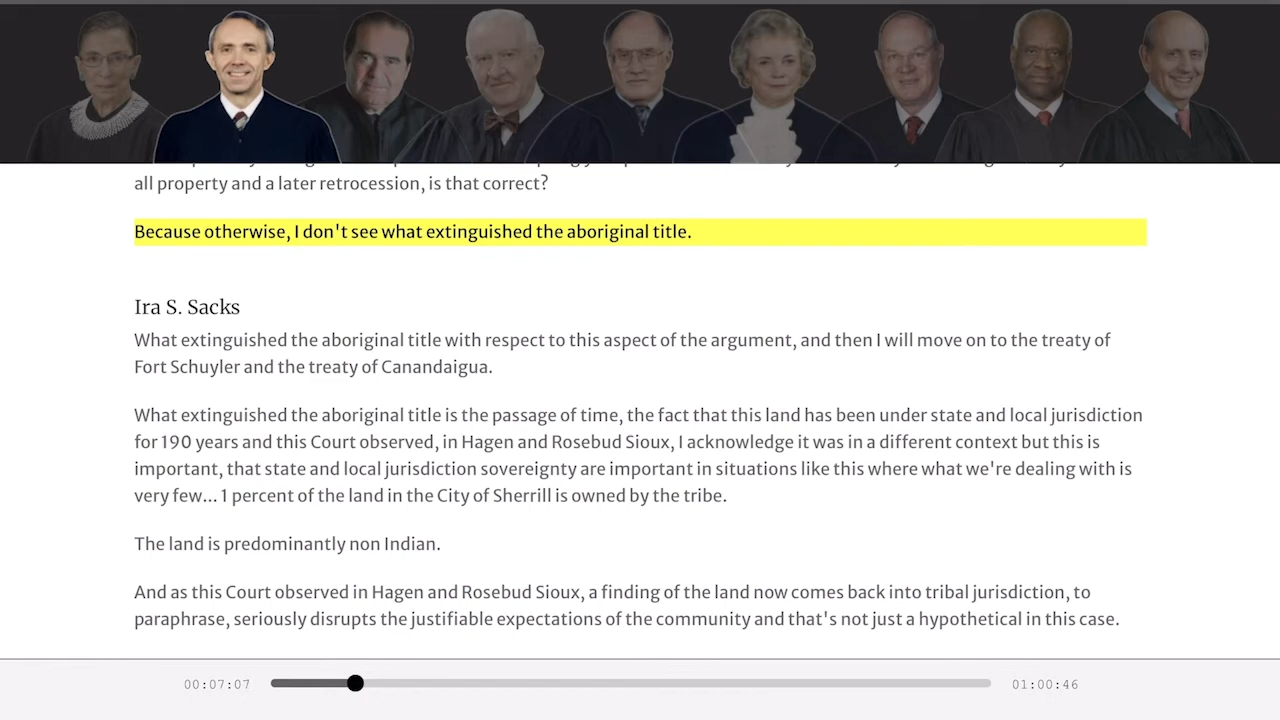 all property and a later retrocession, is that correct?
Because otherwise, I don't see what extinguished the aboriginal title.
Ira S. Sacks
What extinguished the aboriginal title with respect to this aspect of the argument, and then I will move on to the treaty of
Fort Schuyler and the treaty of Canandaigua.
What extinguished the aboriginal title is the passage of time, the fact that this land has been under state and local jurisdiction
for 190 years and this Court observed, in Hagen and Rosebud Sioux, I acknowledge it was in a different context but this is
important, that state and local jurisdiction sovereignty are important in situations like this where what we're dealing with is
very few... 1 percent of the land in the City of Sherrill is owned by the tribe.
The land is predominantly non Indian.
And as this Court observed in Hagen and Rosebud Sioux, a finding of the land now comes back into tribal jurisdiction, to
paraphrase, seriously disrupts the justifiable expectations of the community and that's not just a hypothetical in this case.
00:07:07
01:00:46